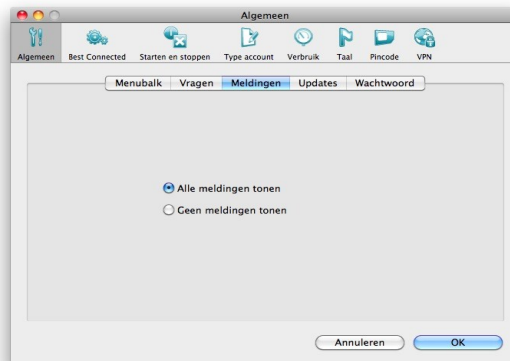 Algemeen
Algemeen Best Connected Starten en stoppen Type account Verbruik Taal Pincode VPN
Menubalk Vragen Meldingen Updates Wachtwoord
Alle meldingen tonen
Geen meldingen tonen
Annuleren OK